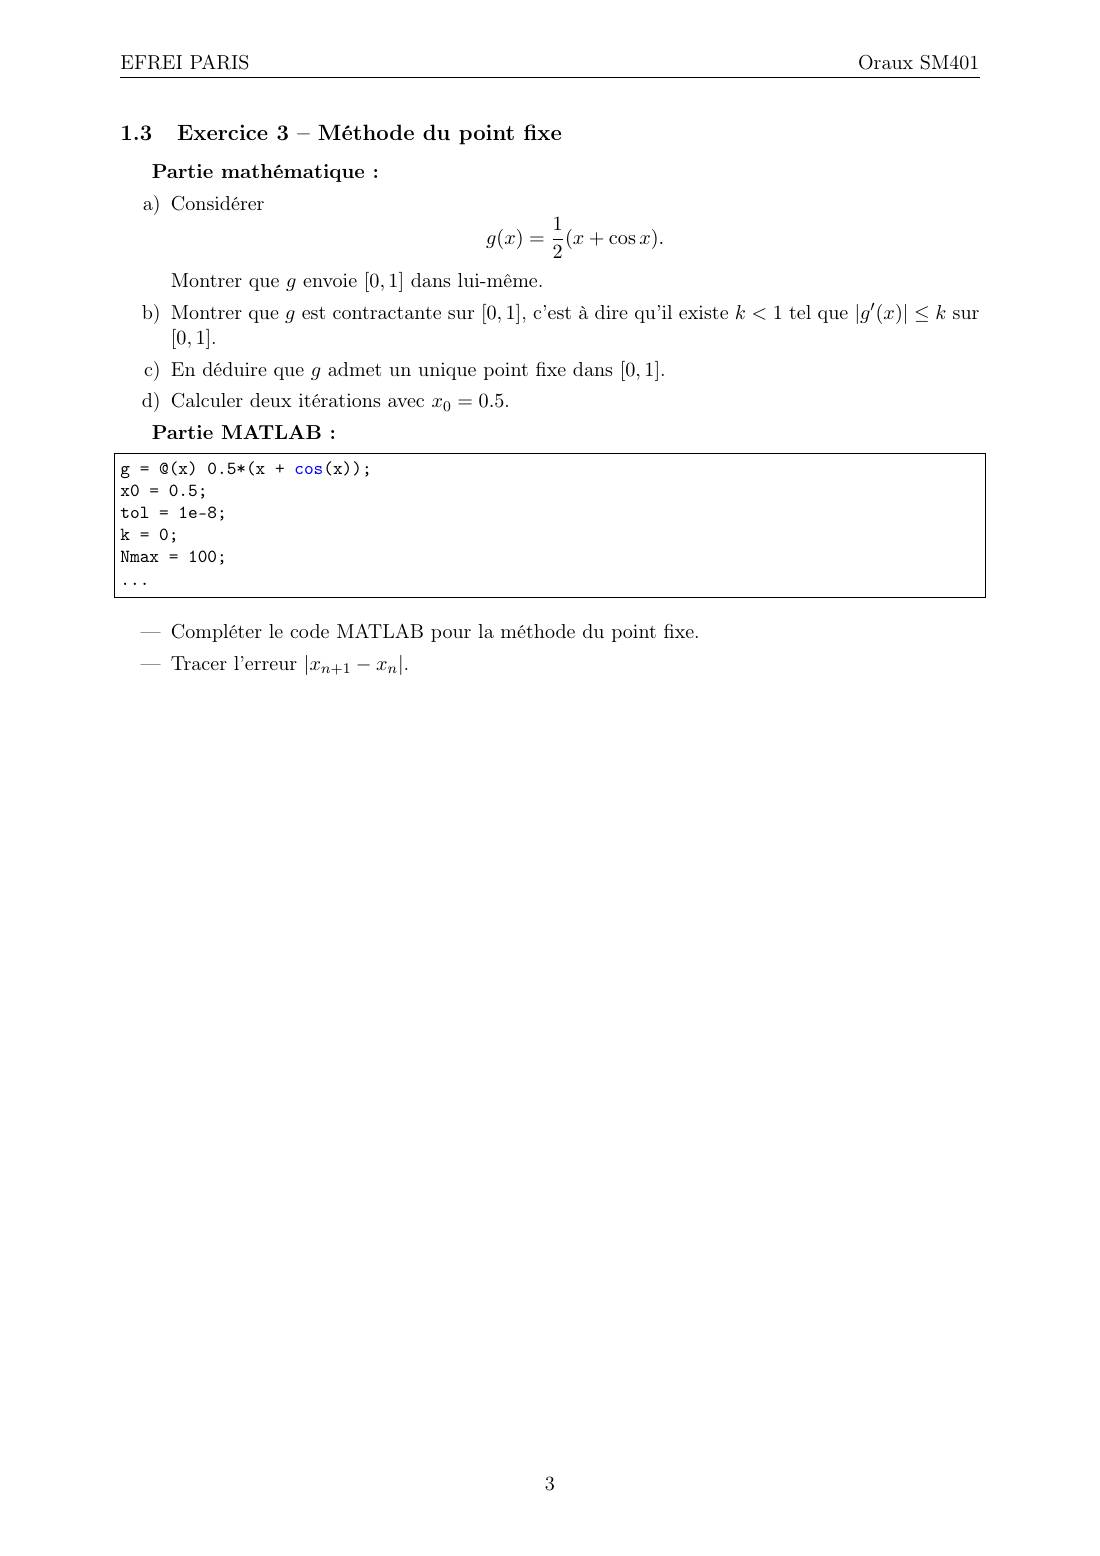 EFREI PARIS Oraux SM401
1.3 Exercice 3 – Méthode du point fixe
Partie mathématique :
a) Considérer
g(x) = \frac{1}{2}(x + cos x).
Montrer que g envoie [0, 1] dans lui-même.
b) Montrer que g est contractante sur [0, 1], c'est à dire qu'il existe k < 1 tel que |g′(x)| ≤ k sur
[0, 1].
c) En déduire que g admet un unique point fixe dans [0, 1].
d) Calculer deux itérations avec x₀ = 0.5.
Partie MATLAB :
g = @(x) 0.5*(x + cos(x));
x0 = 0.5;
tol = 1e-8;
k = 0;
Nmax = 100;
...
— Compléter le code MATLAB pour la méthode du point fixe.
— Tracer l'erreur |xₙ₊₁ − xₙ|.
3